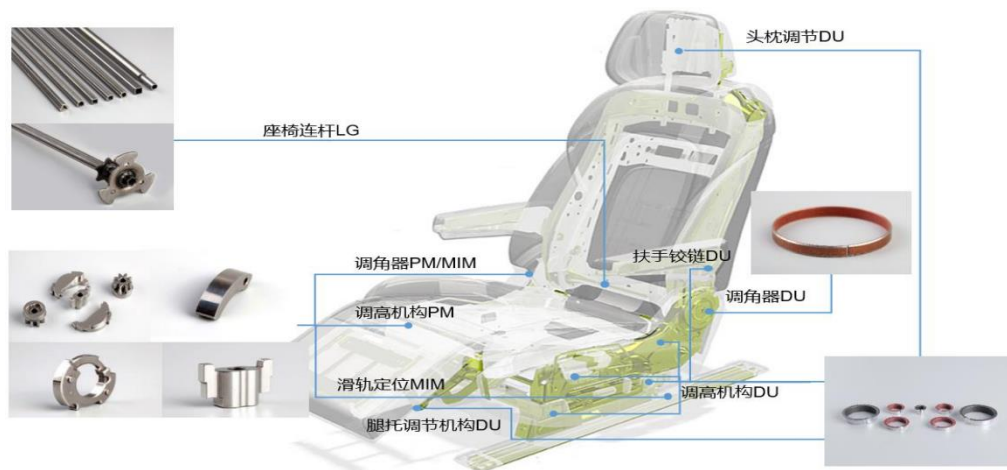 头枕调节DU
座椅连杆LG
扶手铰链DU
调角器PM/MIM
调角器DU
调高机构PM
滑轨定位MIM
调高机构DU
腿托调节机构DU